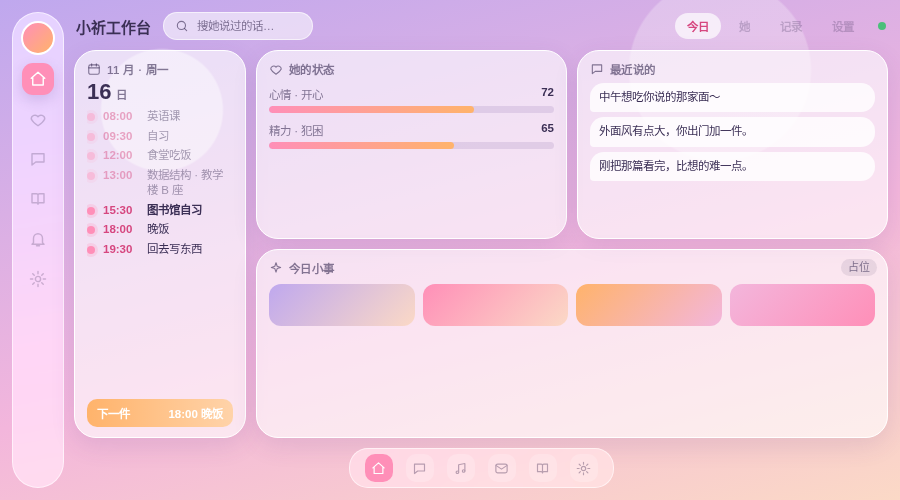 小祈工作台
搜她说过的话…
今日
她
记录
设置
11 月 · 周一
16 日
08:00 英语课
09:30 自习
12:00 食堂吃饭
13:00 数据结构 · 教学
楼 B 座
15:30 图书馆自习
18:00 晚饭
19:30 回去写东西
下一件 18:00 晚饭
她的状态
心情 · 开心 72
精力 · 犯困 65
最近说的
中午想吃你说的那家面～
外面风有点大，你出门加一件。
刚把那篇看完，比想的难一点。
今日小事
占位